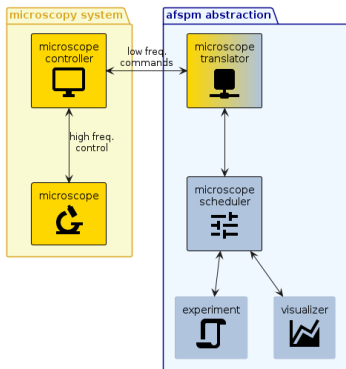 microscopy system
afspm abstraction
microscope
controller
low freq.
commands
microscope
translator
high freq.
control
microscope
microscope
scheduler
experiment
visualizer